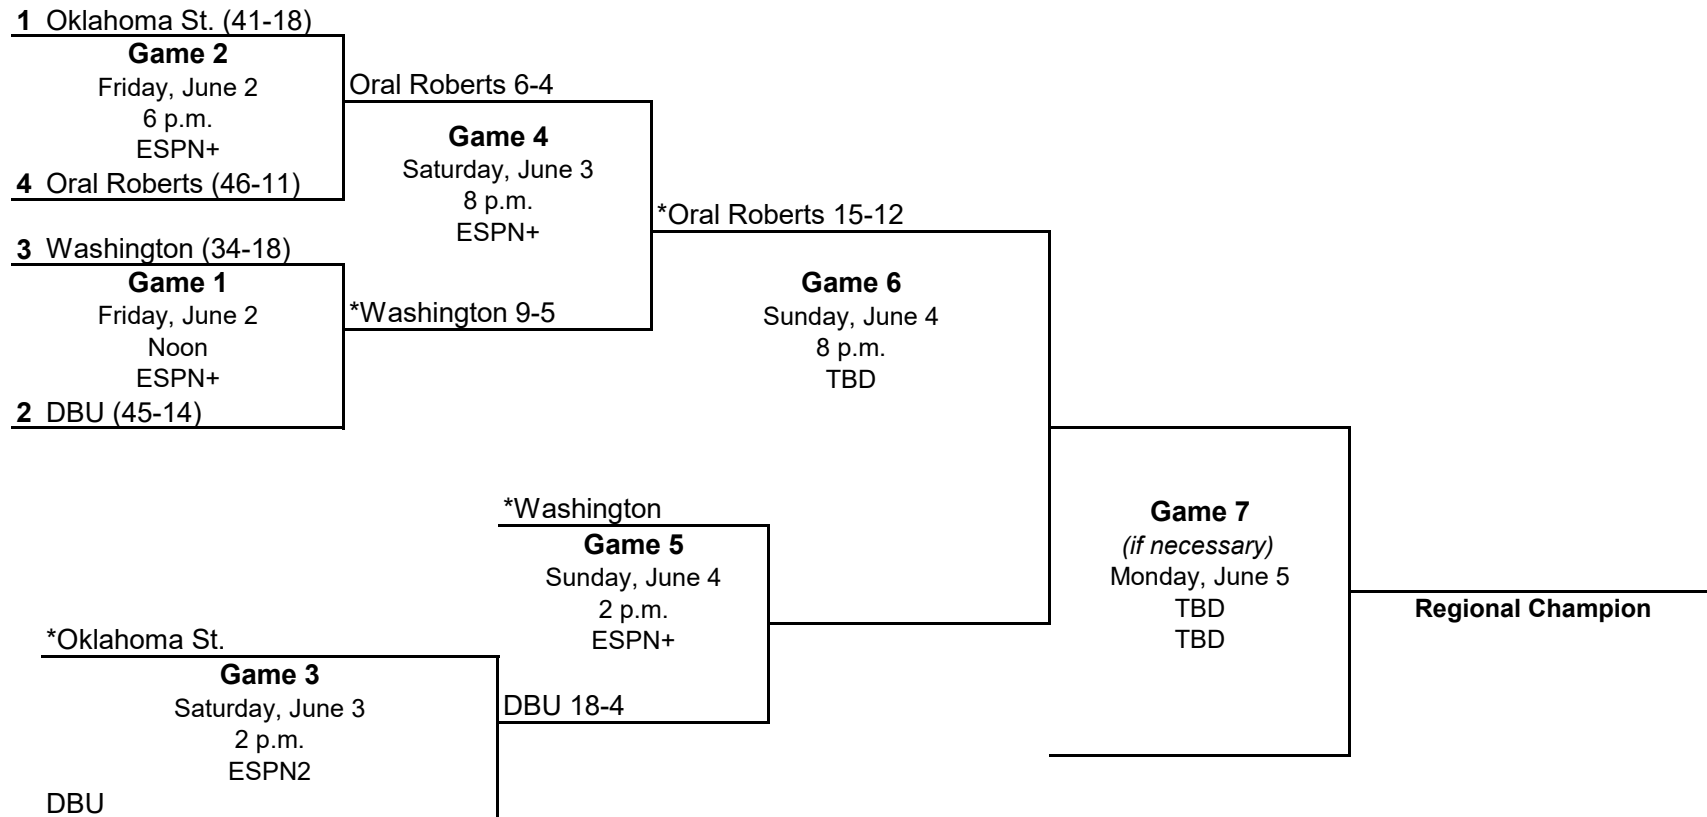 1 Oklahoma St. (41-18)
Game 2
Friday, June 2
6 p.m.
ESPN+
4 Oral Roberts (46-11)
Oral Roberts 6-4
Game 4
Saturday, June 3
8 p.m.
ESPN+
*Washington 9-5
3 Washington (34-18)
Game 1
Friday, June 2
Noon
ESPN+
2 DBU (45-14)
*Oral Roberts 15-12
Game 6
Sunday, June 4
8 p.m.
TBD
*Washington
Game 5
Sunday, June 4
2 p.m.
ESPN+
DBU 18-4
*Oklahoma St.
Game 3
Saturday, June 3
2 p.m.
ESPN2
DBU
Game 7
(if necessary)
Monday, June 5
TBD
TBD
Regional Champion